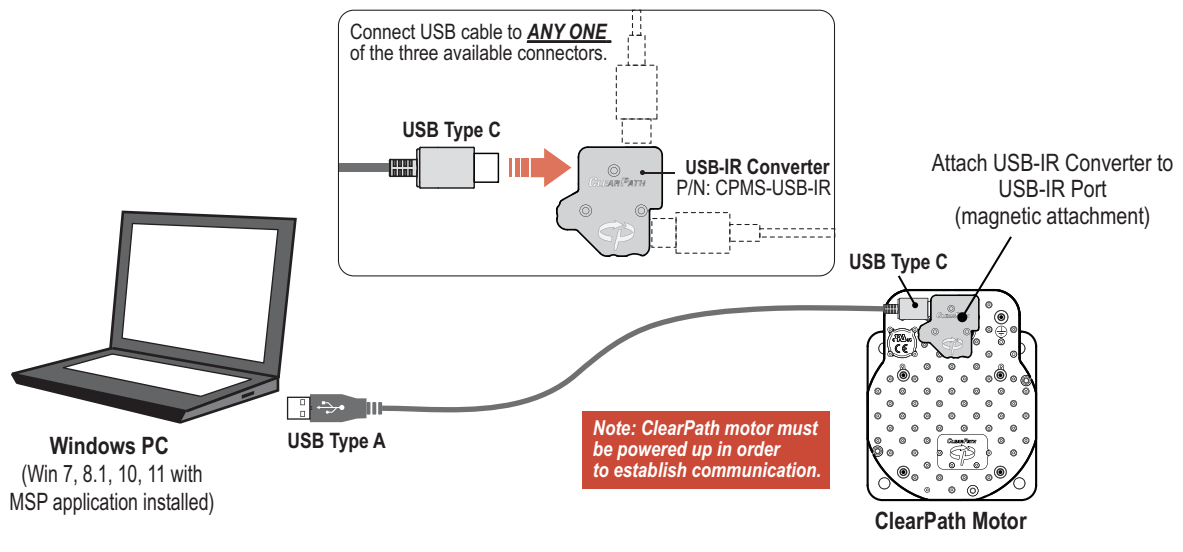 Connect USB cable to ANY ONE
of the three available connectors.
USB Type C
USB-IR Converter
P/N: CPMS-USB-IR
CLEARPATH
Attach USB-IR Converter to
USB-IR Port
(magnetic attachment)
USB Type C
CE
CLEARPATH
USB Type A
Note: ClearPath motor must
be powered up in order
to establish communication.
Windows PC
(Win 7, 8.1, 10, 11 with
MSP application installed)
ClearPath Motor